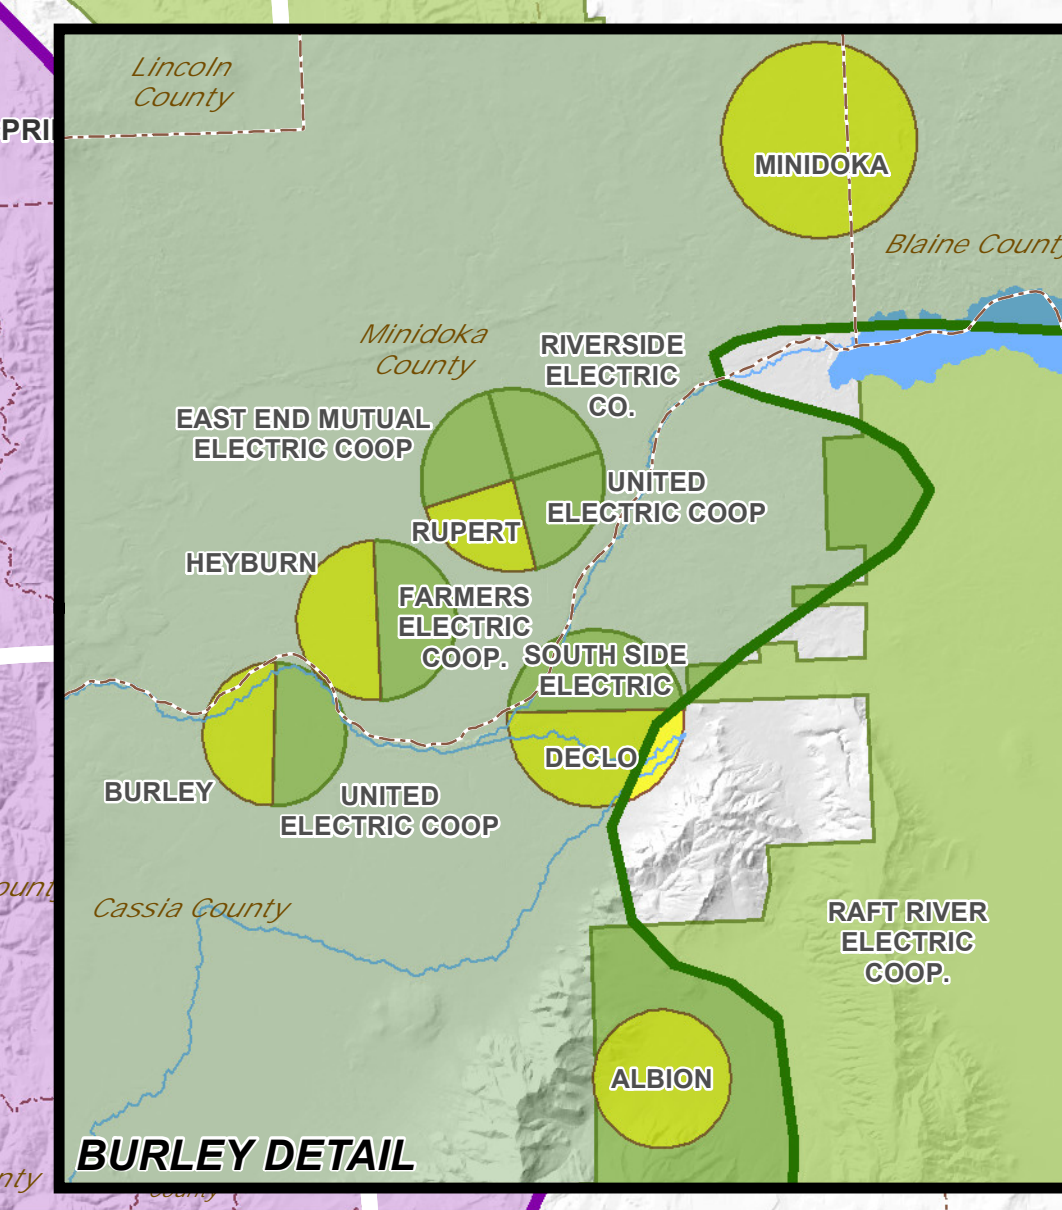 Lincoln
County
PRI
MINIDOKA
Blaine County
Minidoka
County
RIVERSIDE
ELECTRIC
CO.
EAST END MUTUAL
ELECTRIC COOP
UNITED
ELECTRIC COOP
RUPERT
HEYBURN
FARMERS
ELECTRIC
COOP.
SOUTH SIDE
ELECTRIC
DECLO
BURLEY
UNITED
ELECTRIC COOP
Cassia County
RAFT RIVER
ELECTRIC
COOP.
ALBION
BURLEY DETAIL